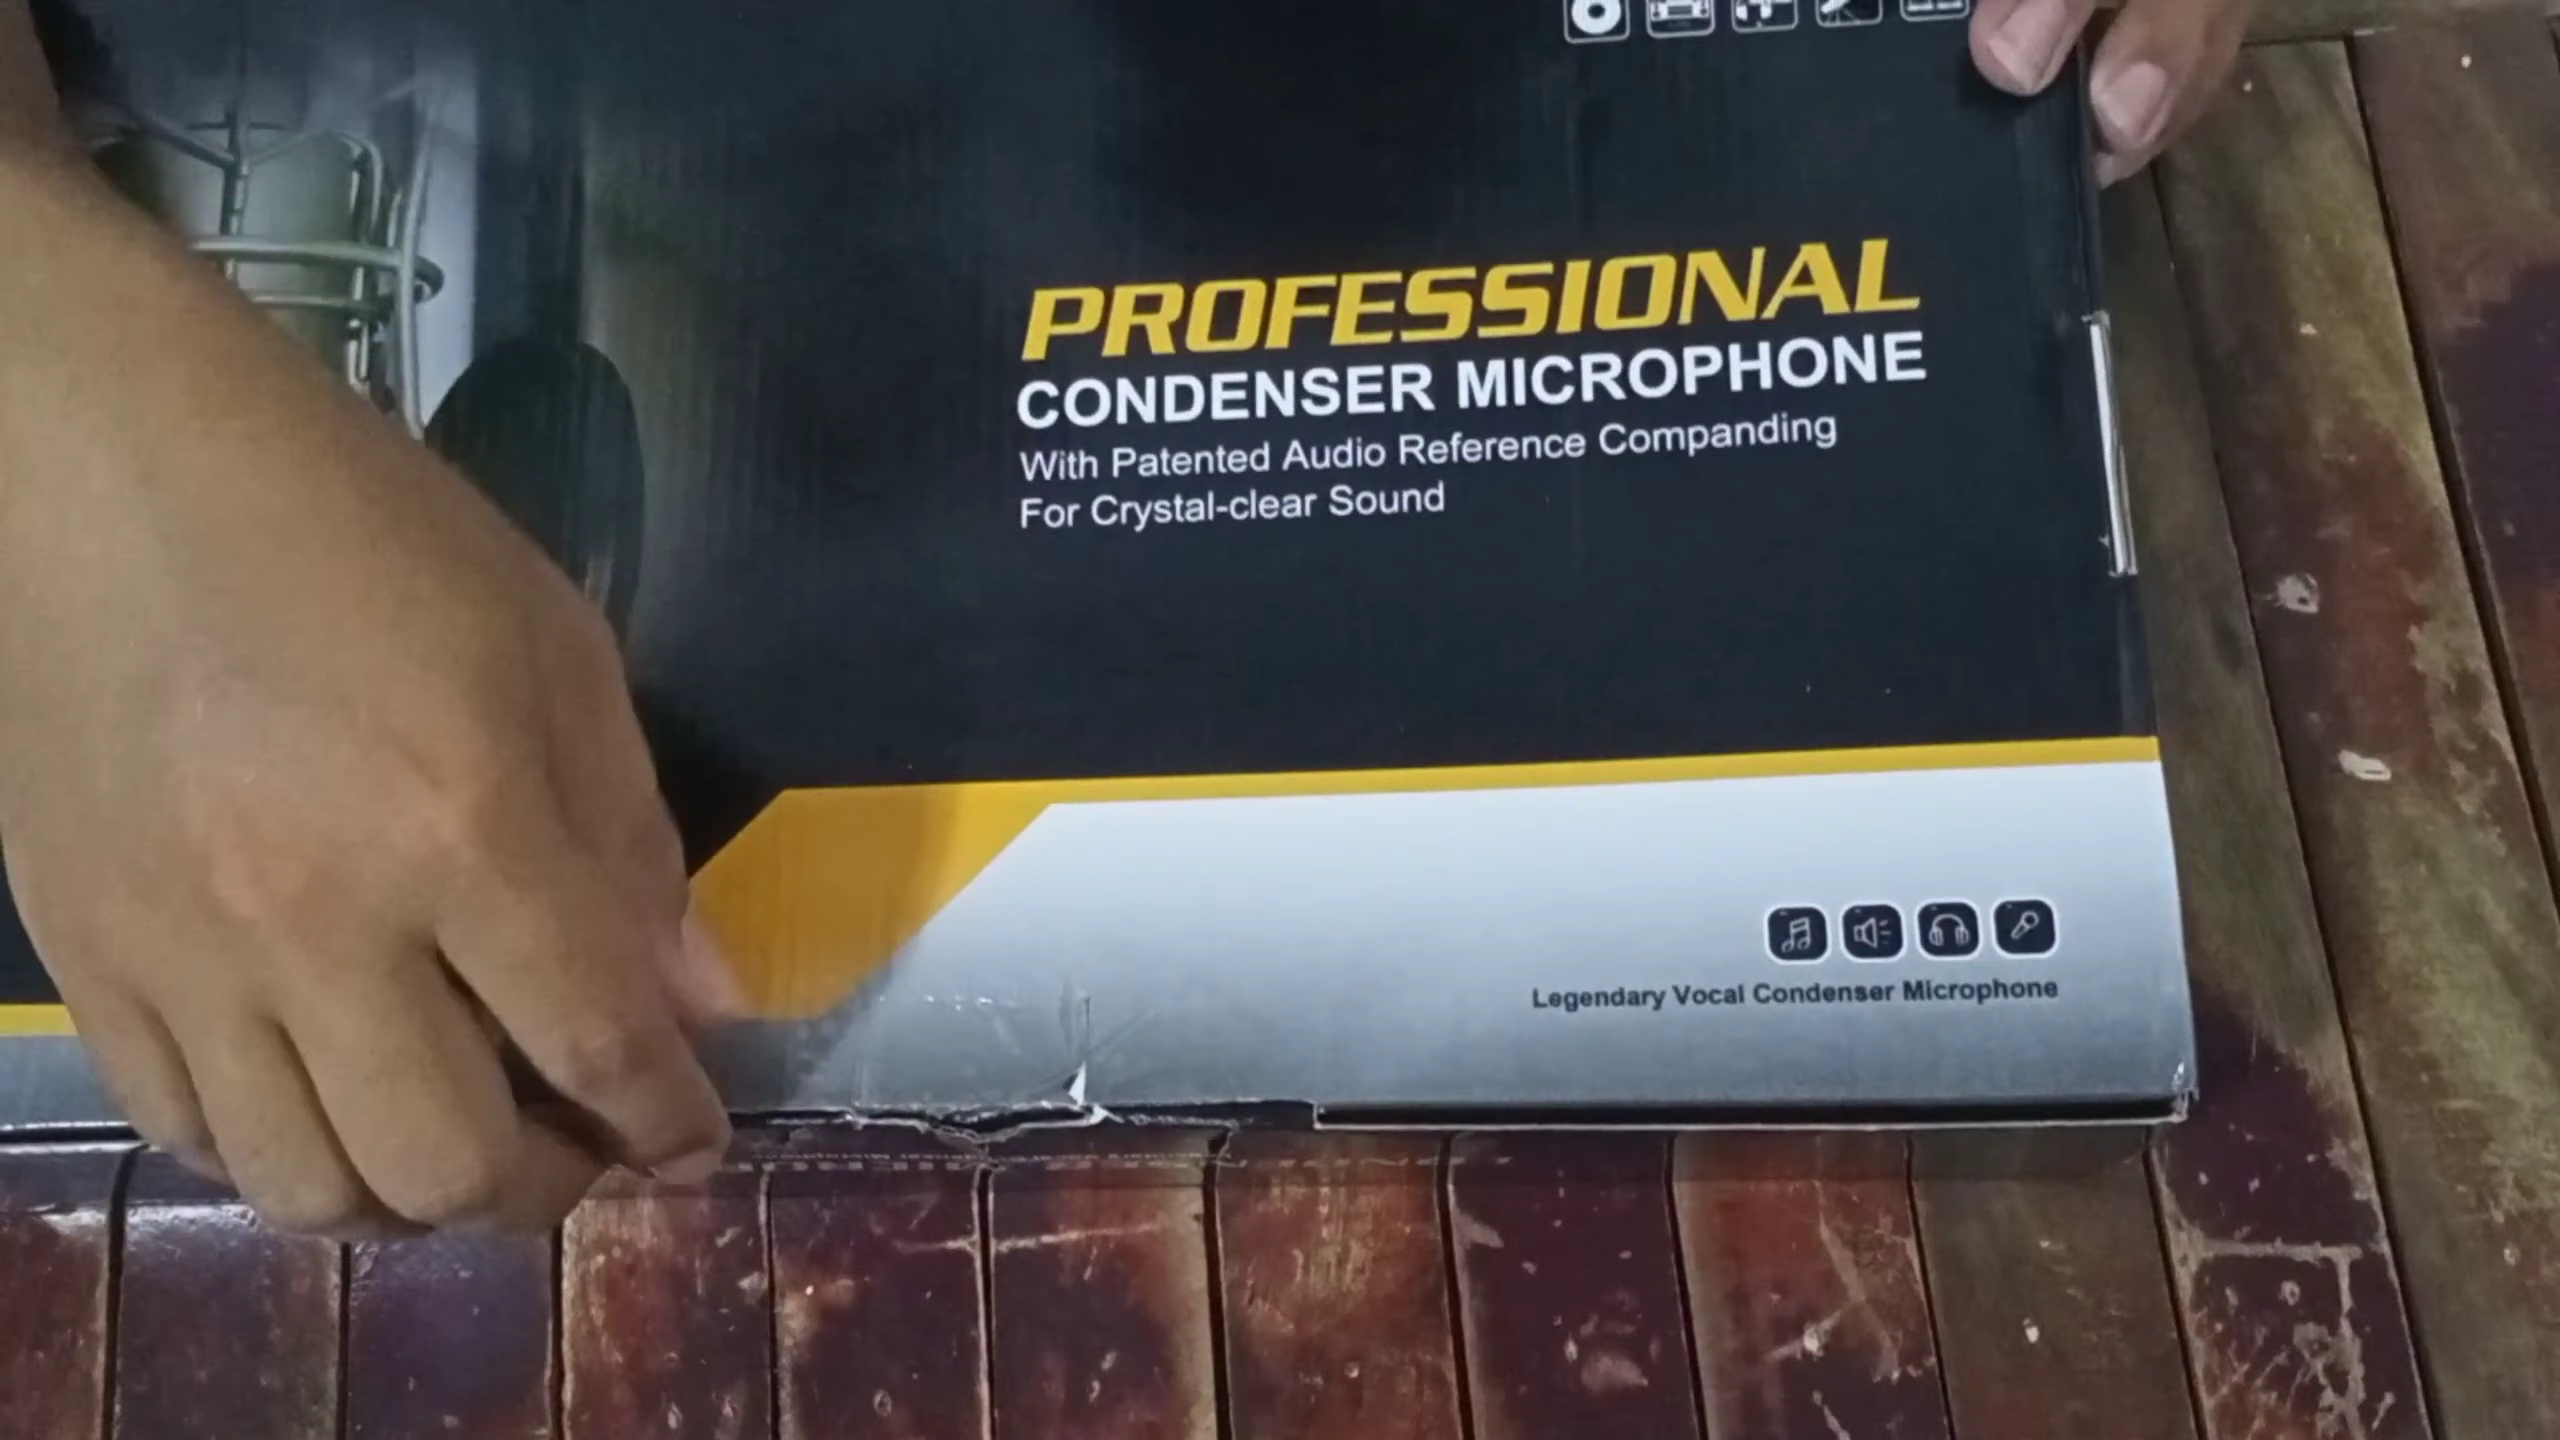 PROFESSIONAL
CONDENSER MICROPHONE
With Patented Audio Reference Companding
For Crystal-clear Sound
Legendary Vocal Condenser Microphone